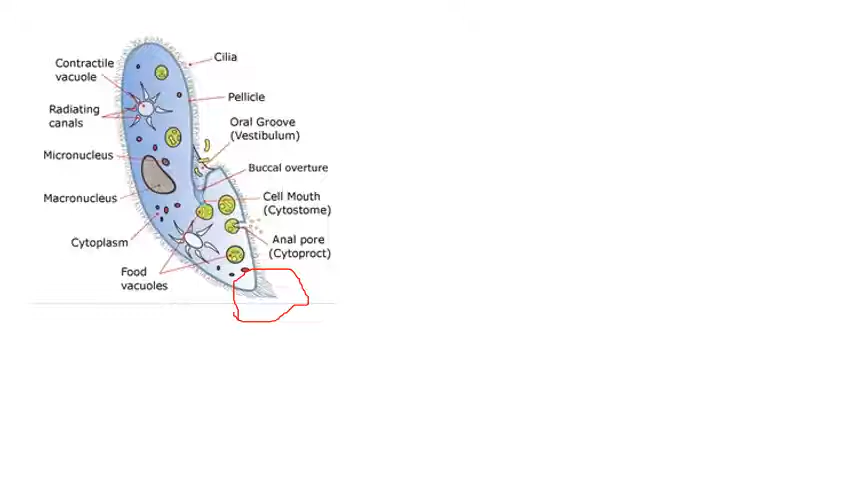 Cilia
Contractile
vacuole
Pellicle
Radiating
canals
Oral Groove
(Vestibulum)
Micronucleus
Buccal overture
Macronucleus
Cell Mouth
(Cytostome)
Cytoplasm
Anal pore
(Cytoproct)
Food
vacuoles